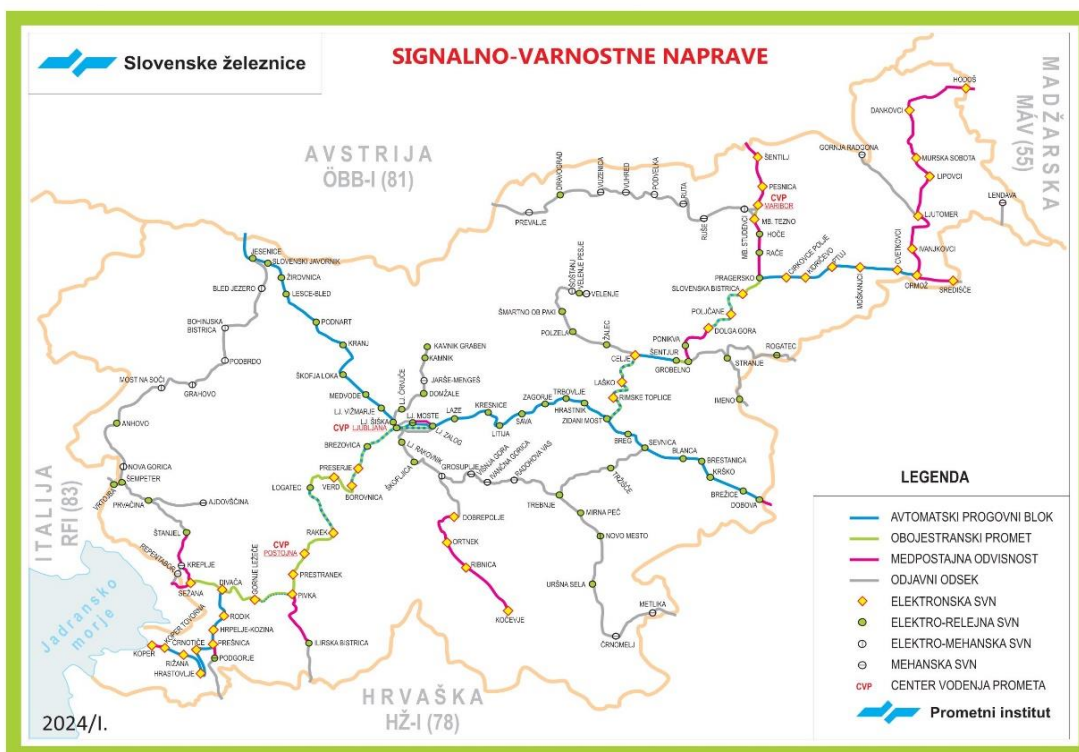 Slovenske železnice
SIGNALNO-VARNOSTNE NAPRAVE
AVSTRIJA
ÖBB-I (81)
MADŽARSKA
MÁV (55)
ITALIJA
RFI (83)
HRVAŠKA
HŽ-I (78)
Jadransko
morje
HODOŠ
DANKOVCI
MURSKA SOBOTA
LIPOVCI
GORNJA RADGONA
LENDAVA
LJUTOMER
IVANJKOVCI
SREDIŠČE
ORMOŽ
CVETKOVCI
MOŠKANJCI
PTUJ
KIDRIČEVO
CIRKOVCE POLJE
PRAGERSKO
RAČE
HOČE
MB. TEZNO
CVP
MARIBOR
PESNICA
ŠENTILJ
MB. STUDENCI
RUŠE
RUTA
PODVELKA
VUHRED
VUZENICA
DRAVOGRAD
PREVALJE
SLOVENSKA BISTRICA
POLJČANE
DOLGA GORA
PONIKVA
GROBELNO
ŠENTJUR
STRANJE
ROGATEC
IMENO
CELJE
ŽALEC
POLZELA
ŠMARTNO OB PAKI
ŠOŠTANJ
VELENJE PESJE
VELENJE
LAŠKO
RIMSKE TOPLICE
ZIDANI MOST
HRASTNIK
TRBOVLJE
ZAGORJE
SAVA
LITIJA
KRESNICE
LAZE
LJ. ZALOG
LJ. MOSTE
CVP
LJUBLJANA
LJ. ŠIŠKA
LJ. VIŽMARJE
MEDVODE
ŠKOFJA LOKA
KRANJ
PODNART
LESCE-BLED
ŽIROVNICA
SLOVENSKI JAVORNIK
JESENICE
BLED JEZERO
BOHINJSKA
BISTRICA
PODBRDO
GRAHOVO
MOST NA SOČI
ANHOVO
NOVA GORICA
ŠEMPETER
VRTOJBA
PRVAČINA
AJDOVŠČINA
ŠTANJEL
REPENTABOR
KREPLJE
SEŽANA
DIVAČA
GORNJE LEŽEČE
PIVKA
PRESTRANEK
CVP
POSTOJNA
RAKEK
LOGATEC
VERD
BOROVNICA
PRESERJE
BREZOVICA
LJ. ČRNUČE
DOMŽALE
JARŠE-MENGEŠ
KAMNIK
KAVNIK GRABEN
LJ. RAKOVNIK
ŠKOFLJICA
GROSUPLJE
VIŠNJA GORA
IVANČNA GORICA
RADOHOVA VAS
TREBNJE
MIRNA PEČ
NOVO MESTO
URŠNA SELA
ČRNOMELJ
METLIKA
TRŽIŠČE
BREG
SEVNICA
BLANCA
BRESTANICA
KRŠKO
BREŽICE
DOBOVA
DOBREPOLJE
ORTNEK
RIBNICA
KOČEVJE
ILIRSKA BISTRICA
RODIK
HRPELJE-KOZINA
PREŠNICA
PODGORJE
ČRNOTIČE
KOPER TOVORNA
KOPER
RIŽANA
HRASTOVLJE
LEGENDA
AVTOMATSKI PROGOVNI BLOK
OBOJESTRANSKI PROMET
MEDPOSTAJNA ODVISNOST
ODJAVNI ODSEK
ELEKTRONSKA SVN
ELEKTRO-RELEJNA SVN
ELEKTRO-MEHANSKA SVN
MEHANSKA SVN
CVP CENTER VODENJA PROMETA
Prometni institut
2024/I.